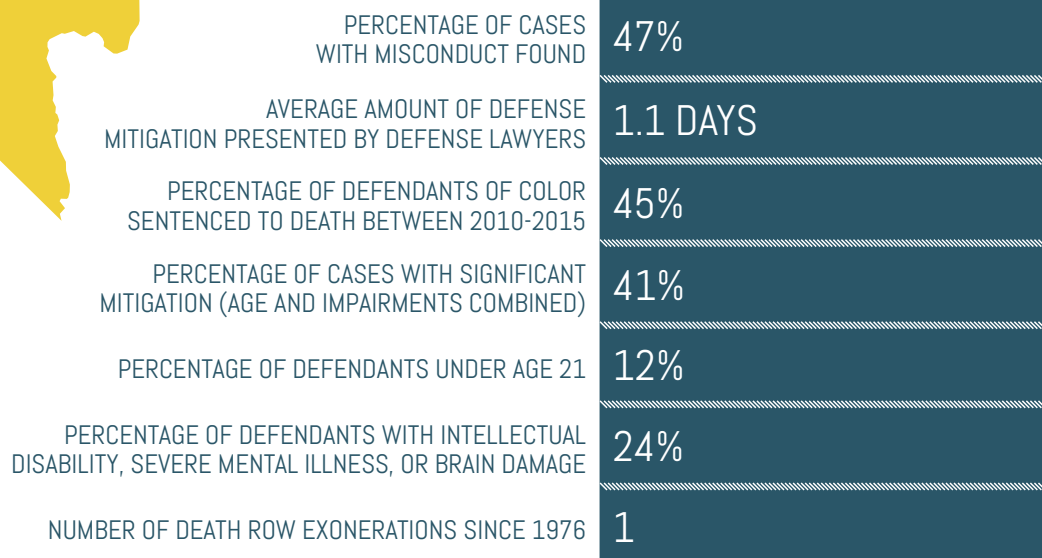 PERCENTAGE OF CASES
WITH MISCONDUCT FOUND
47%
AVERAGE AMOUNT OF DEFENSE
MITIGATION PRESENTED BY DEFENSE LAWYERS
1.1 DAYS
PERCENTAGE OF DEFENDANTS OF COLOR
SENTENCED TO DEATH BETWEEN 2010-2015
45%
PERCENTAGE OF CASES WITH SIGNIFICANT
MITIGATION (AGE AND IMPAIRMENTS COMBINED)
41%
PERCENTAGE OF DEFENDANTS UNDER AGE 21
12%
PERCENTAGE OF DEFENDANTS WITH INTELLECTUAL
DISABILITY, SEVERE MENTAL ILLNESS, OR BRAIN DAMAGE
24%
NUMBER OF DEATH ROW EXONERATIONS SINCE 1976
1